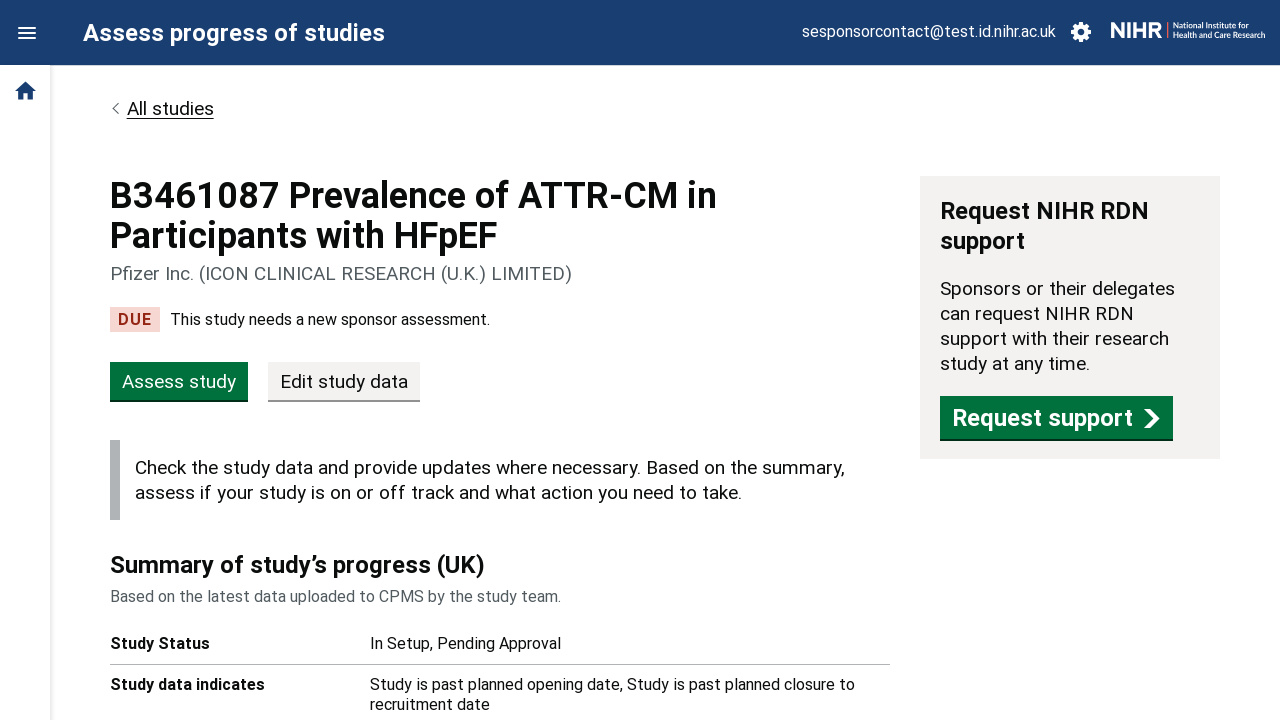 Assess progress of studies
sesponsorcontact@test.id.nihr.ac.uk
NIHR | National Institute for
Health and Care Research
All studies
B3461087 Prevalence of ATTR-CM in
Participants with HFpEF
Pfizer Inc. (ICON CLINICAL RESEARCH (U.K.) LIMITED)
DUE This study needs a new sponsor assessment.
Assess study Edit study data
Check the study data and provide updates where necessary. Based on the summary,
assess if your study is on or off track and what action you need to take.
Summary of study’s progress (UK)
Based on the latest data uploaded to CPMS by the study team.
Study Status In Setup, Pending Approval
Study data indicates Study is past planned opening date, Study is past planned closure to
recruitment date
Request NIHR RDN
support
Sponsors or their delegates
can request NIHR RDN
support with their research
study at any time.
Request support